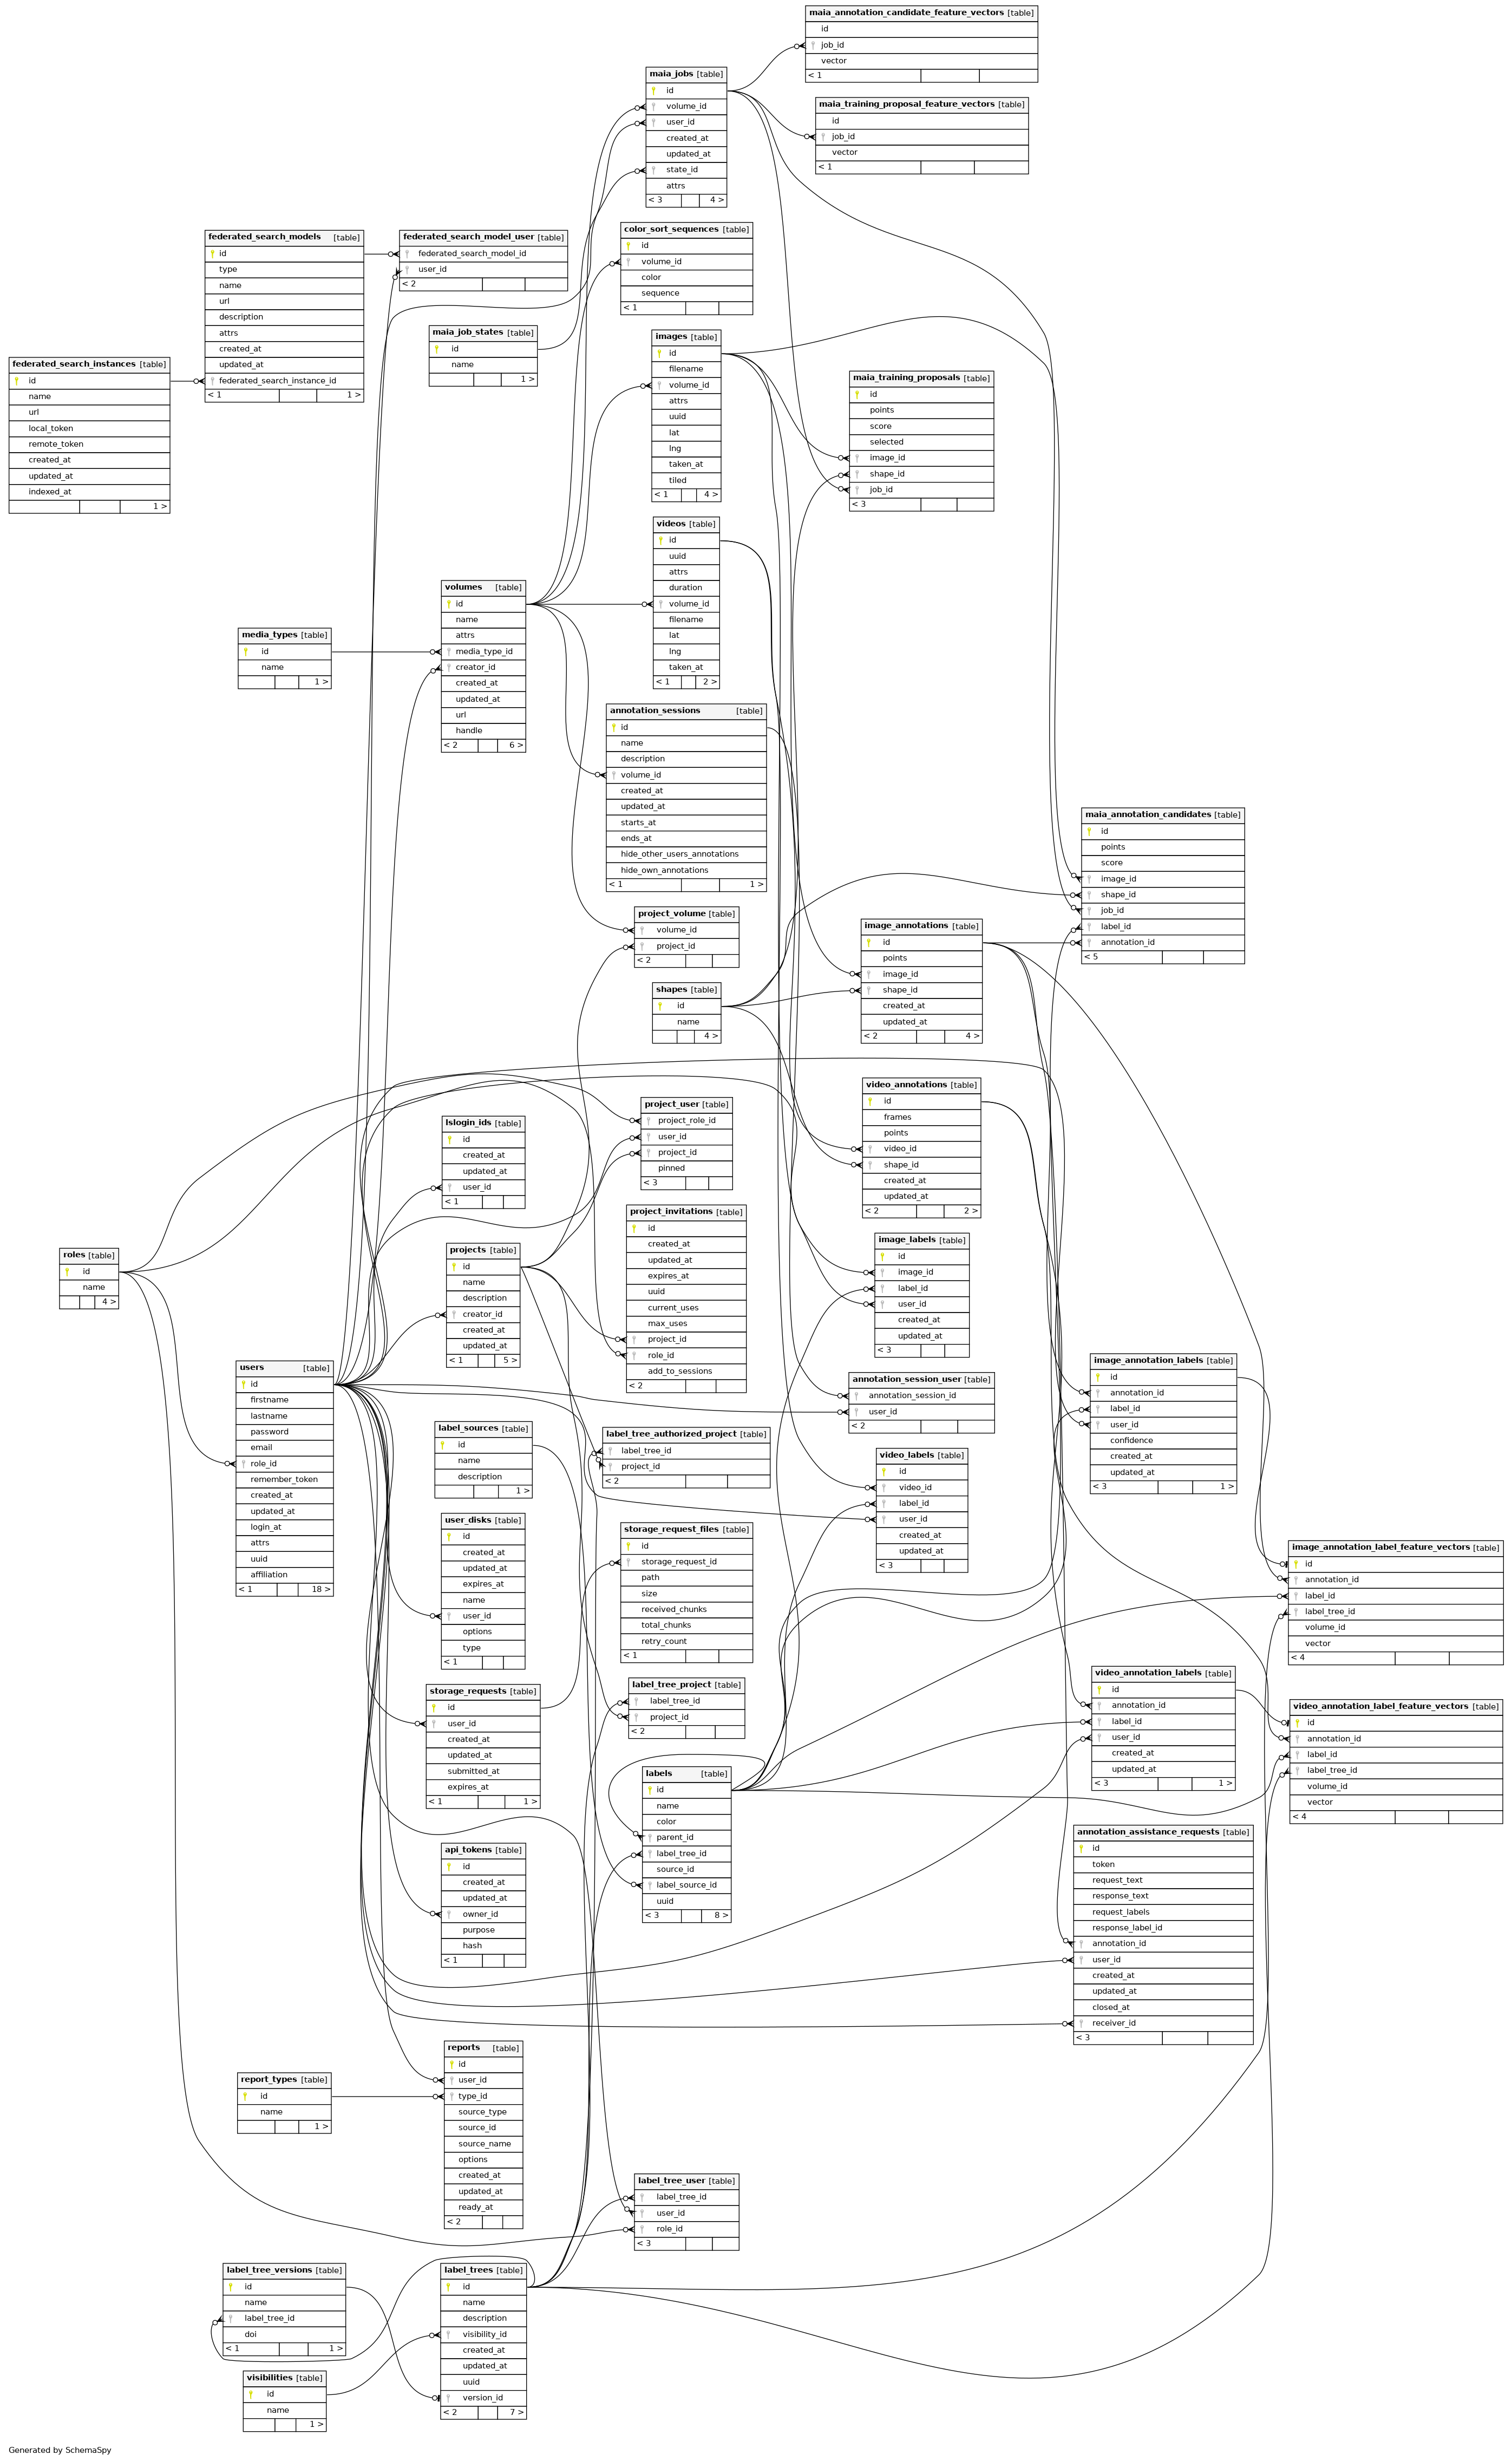 maia_annotation_candidate_feature_vectors [table]
id
job_id
vector
< 1
maia_jobs [table]
id
volume_id
user_id
created_at
updated_at
state_id
attrs
< 3 4 >
maia_training_proposal_feature_vectors [table]
id
job_id
vector
< 1
color_sort_sequences [table]
id
volume_id
color
sequence
< 1
federated_search_models [table]
id
type
name
url
description
attrs
created_at
updated_at
federated_search_instance_id
< 1 1 >
federated_search_model_user [table]
federated_search_model_id
user_id
< 2
maia_job_states [table]
id
name
1 >
images [table]
id
filename
volume_id
attrs
uuid
lat
lng
taken_at
tiled
< 1 4 >
federated_search_instances [table]
id
name
url
local_token
remote_token
created_at
updated_at
indexed_at
1 >
maia_training_proposals [table]
id
points
score
selected
image_id
shape_id
job_id
< 3
videos [table]
id
uuid
attrs
duration
volume_id
filename
lat
lng
taken_at
< 1 2 >
volumes [table]
id
name
attrs
media_type_id
creator_id
created_at
updated_at
url
handle
< 2 6 >
media_types [table]
id
name
1 >
annotation_sessions [table]
id
name
description
volume_id
created_at
updated_at
starts_at
ends_at
hide_other_users_annotations
hide_own_annotations
< 1 1 >
maia_annotation_candidates [table]
id
points
score
image_id
shape_id
job_id
label_id
annotation_id
< 5
project_volume [table]
volume_id
project_id
< 2
image_annotations [table]
id
points
image_id
shape_id
created_at
updated_at
< 2 4 >
shapes [table]
id
name
4 >
video_annotations [table]
id
frames
points
video_id
shape_id
created_at
updated_at
< 2 2 >
project_user [table]
project_role_id
user_id
project_id
pinned
< 3
lslogin_ids [table]
id
created_at
updated_at
user_id
< 1
project_invitations [table]
id
created_at
updated_at
expires_at
uuid
current_uses
max_uses
project_id
role_id
add_to_sessions
< 2
image_labels [table]
id
image_id
label_id
user_id
created_at
updated_at
< 3
projects [table]
id
name
description
creator_id
created_at
updated_at
< 1 5 >
roles [table]
id
name
4 >
users [table]
id
firstname
lastname
password
email
role_id
remember_token
created_at
updated_at
login_at
attrs
uuid
affiliation
< 1 18 >
image_annotation_labels [table]
id
annotation_id
label_id
user_id
confidence
created_at
updated_at
< 3 1 >
annotation_session_user [table]
annotation_session_id
user_id
< 2
label_sources [table]
id
name
description
1 >
label_tree_authorized_project [table]
label_tree_id
project_id
< 2
video_labels [table]
id
video_id
label_id
user_id
created_at
updated_at
< 3
user_disks [table]
id
created_at
updated_at
expires_at
name
user_id
options
type
< 1
storage_request_files [table]
id
storage_request_id
path
size
received_chunks
total_chunks
retry_count
< 1
image_annotation_label_feature_vectors [table]
id
annotation_id
label_id
label_tree_id
volume_id
vector
< 4
storage_requests [table]
id
user_id
created_at
updated_at
submitted_at
expires_at
< 1 1 >
label_tree_project [table]
label_tree_id
project_id
< 2
video_annotation_labels [table]
id
annotation_id
label_id
user_id
created_at
updated_at
< 3 1 >
video_annotation_label_feature_vectors [table]
id
annotation_id
label_id
label_tree_id
volume_id
vector
< 4
labels [table]
id
name
color
parent_id
label_tree_id
source_id
label_source_id
uuid
< 3 8 >
api_tokens [table]
id
created_at
updated_at
owner_id
purpose
hash
< 1
annotation_assistance_requests [table]
id
token
request_text
response_text
request_labels
response_label_id
annotation_id
user_id
created_at
updated_at
closed_at
receiver_id
< 3
reports [table]
id
user_id
type_id
source_type
source_id
source_name
options
created_at
updated_at
ready_at
< 2
report_types [table]
id
name
1 >
label_tree_user [table]
label_tree_id
user_id
role_id
< 3
label_tree_versions [table]
id
name
label_tree_id
doi
< 1 1 >
label_trees [table]
id
name
description
visibility_id
created_at
updated_at
uuid
version_id
< 2 7 >
visibilities [table]
id
name
1 >
Generated by SchemaSpy